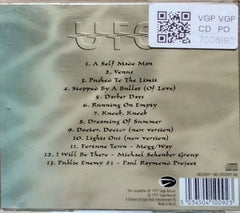 UFO
VGP VGP
CD PO
1. A Self Made Man
2. Venus
3. Pushed To The Limit
4. Stopped By A Bullet (Of Love)
5. Darker Days
6. Running On Empty
7. Knock, Knock
8. Dreaming Of Summer
9. Doctor, Doctor (new version)
10. Lights Out (new version)
11. Fortune Town - Mogg/Way
12. I Will Be There - Michael Schenker Group
13. Public Enemy #1 - Paul Raymond Project